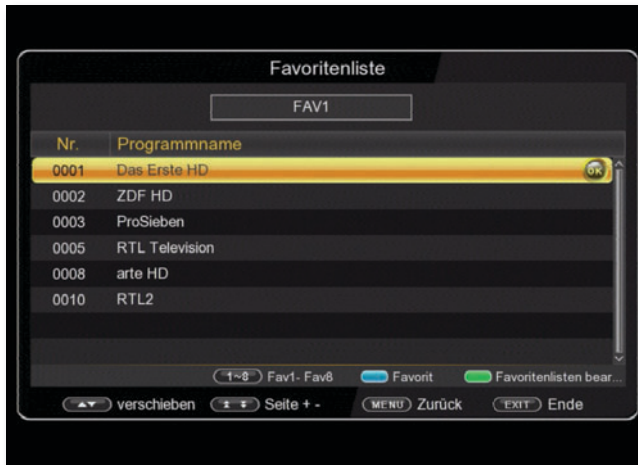 Favoritenliste
FAV1
Nr. Programmname
0001 Das Erste HD OK
0002 ZDF HD
0003 ProSieben
0005 RTL Television
0008 arte HD
0010 RTL2
1~8 Fav1- Fav8 Favorit Favoritenlisten bear...
verschieben Seite + - MENU Zurück EXIT Ende